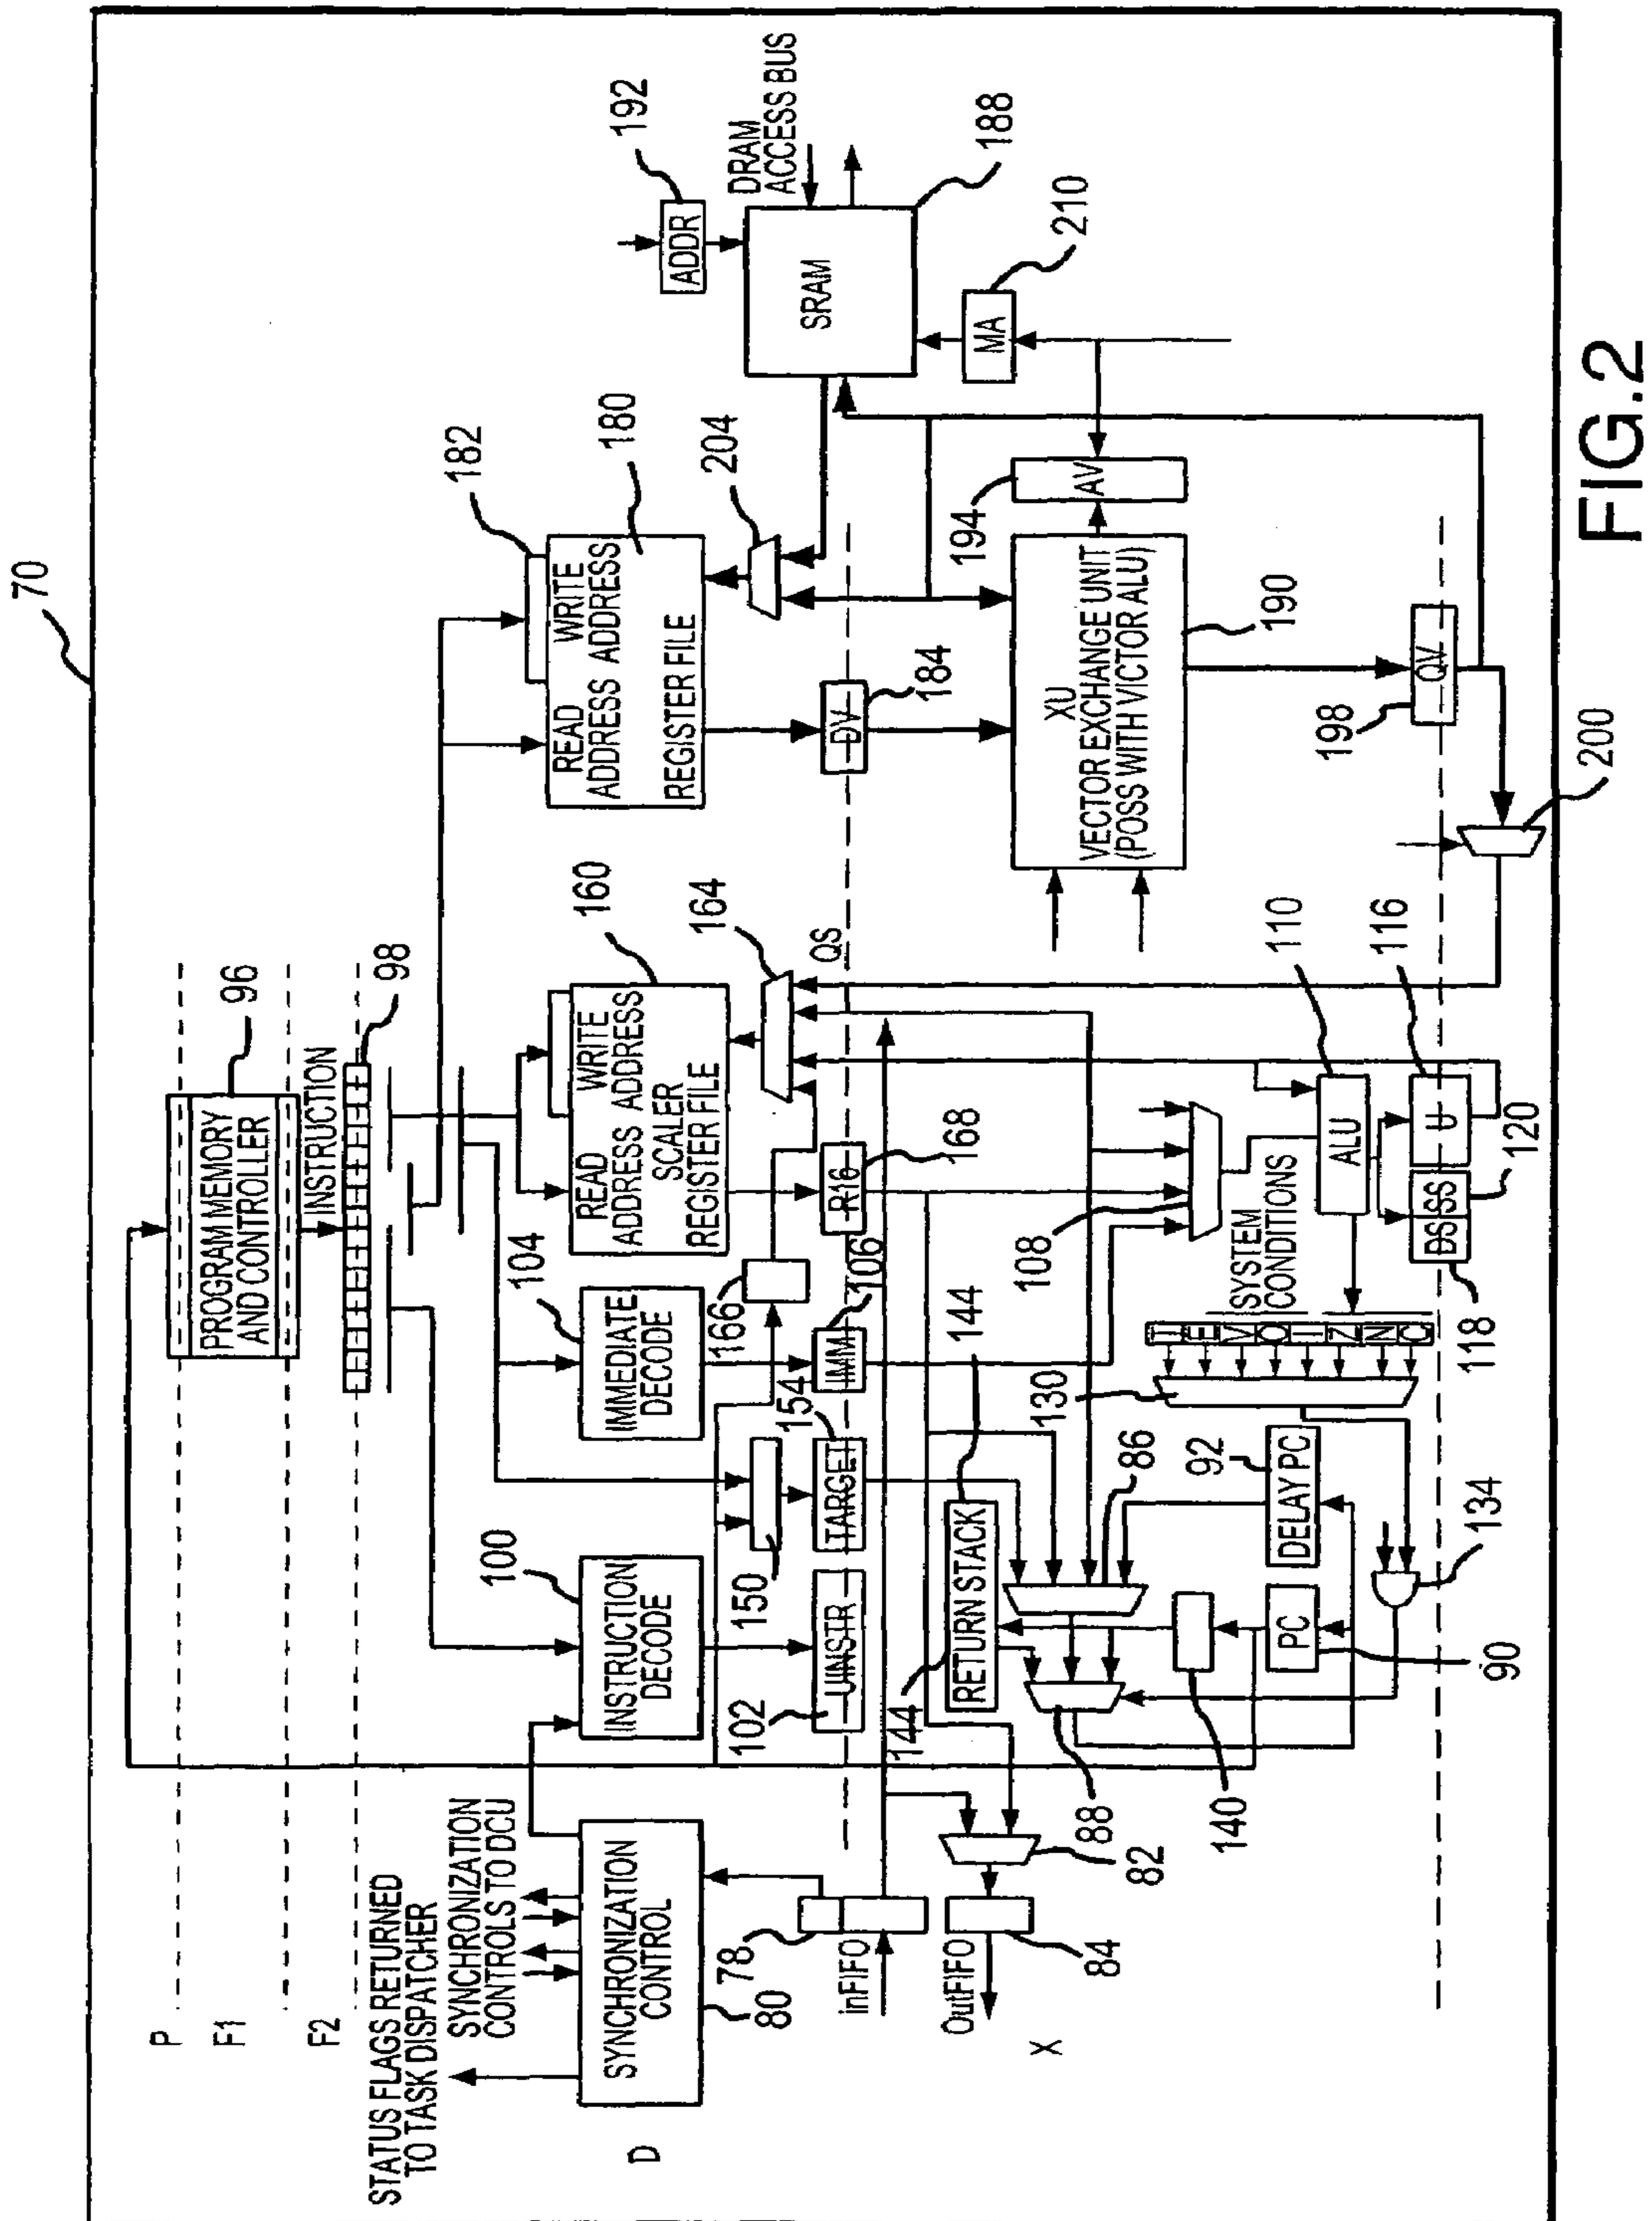 70
P
F1
F2
D
X
PROGRAM MEMORY
AND CONTROLLER
96
INSTRUCTION
98
STATUS FLAGS RETURNED
TO TASK DISPATCHER
SYNCHRONIZATION
CONTROLS TO DCU
SYNCHRONIZATION
CONTROL
80
INSTRUCTION
DECODE
100
IMMEDIATE
DECODE
104
READ WRITE
ADDRESS ADDRESS
SCALER
REGISTER FILE
160
READ WRITE
ADDRESS ADDRESS
REGISTER FILE
182
180
ADDR
192
DRAM
ACCESS BUS
SRAM
188
MA
210
204
164
166
QS
150
78
inFIFO
OutFIFO
84
82
UINSTR
102
TARGET
154
IMM
106
R16
168
DV
184
RETURN STACK
144
144
86
88
108
XU
VECTOR EXCHANGE UNIT
(POSS WITH VICTOR ALU)
190
AV
194
QV
198
200
SYSTEM
CONDITIONS
T
E
V
O
I
Z
N
C
130
ALU
110
U
116
DS SS
118
120
DELAY PC
92
PC
90
140
134
FIG.2